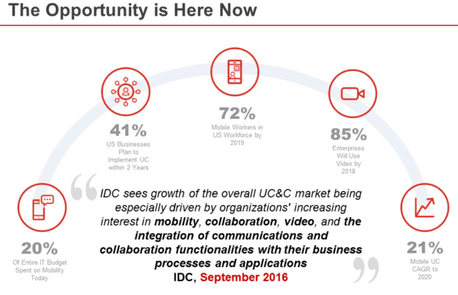 The Opportunity is Here Now
72%
Mobile Workers in
US Workforce by
2019
41%
US Businesses
Plan to
Implement UC
within 2 Years
85%
Enterprises
Will Use
Video by
2018
20%
Of Entire IT Budget
Spent on Mobility
Today
“
IDC sees growth of the overall UC&C market being
especially driven by organizations' increasing
interest in mobility, collaboration, video, and the
integration of communications and
collaboration functionalities with their business
processes and applications
IDC, September 2016
”
21%
Mobile UC
CAGR to
2020